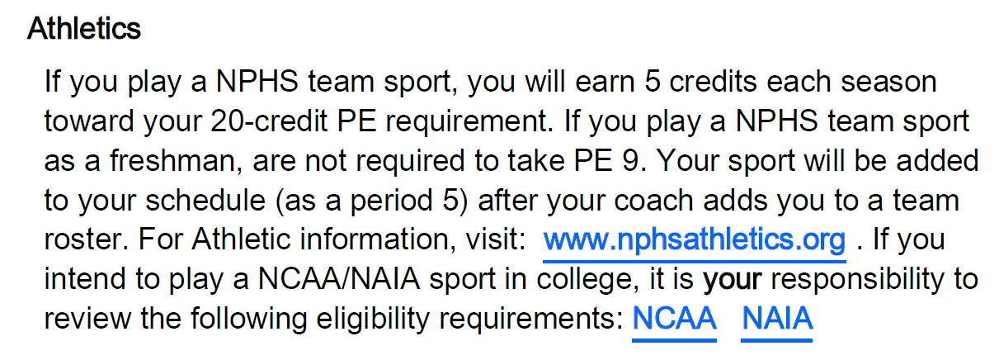 Athletics
If you play a NPHS team sport, you will earn 5 credits each season
toward your 20-credit PE requirement. If you play a NPHS team sport
as a freshman, are not required to take PE 9. Your sport will be added
to your schedule (as a period 5) after your coach adds you to a team
roster. For Athletic information, visit:  www.nphsathletics.org . If you
intend to play a NCAA/NAIA sport in college, it is your responsibility to
review the following eligibility requirements: NCAA   NAIA